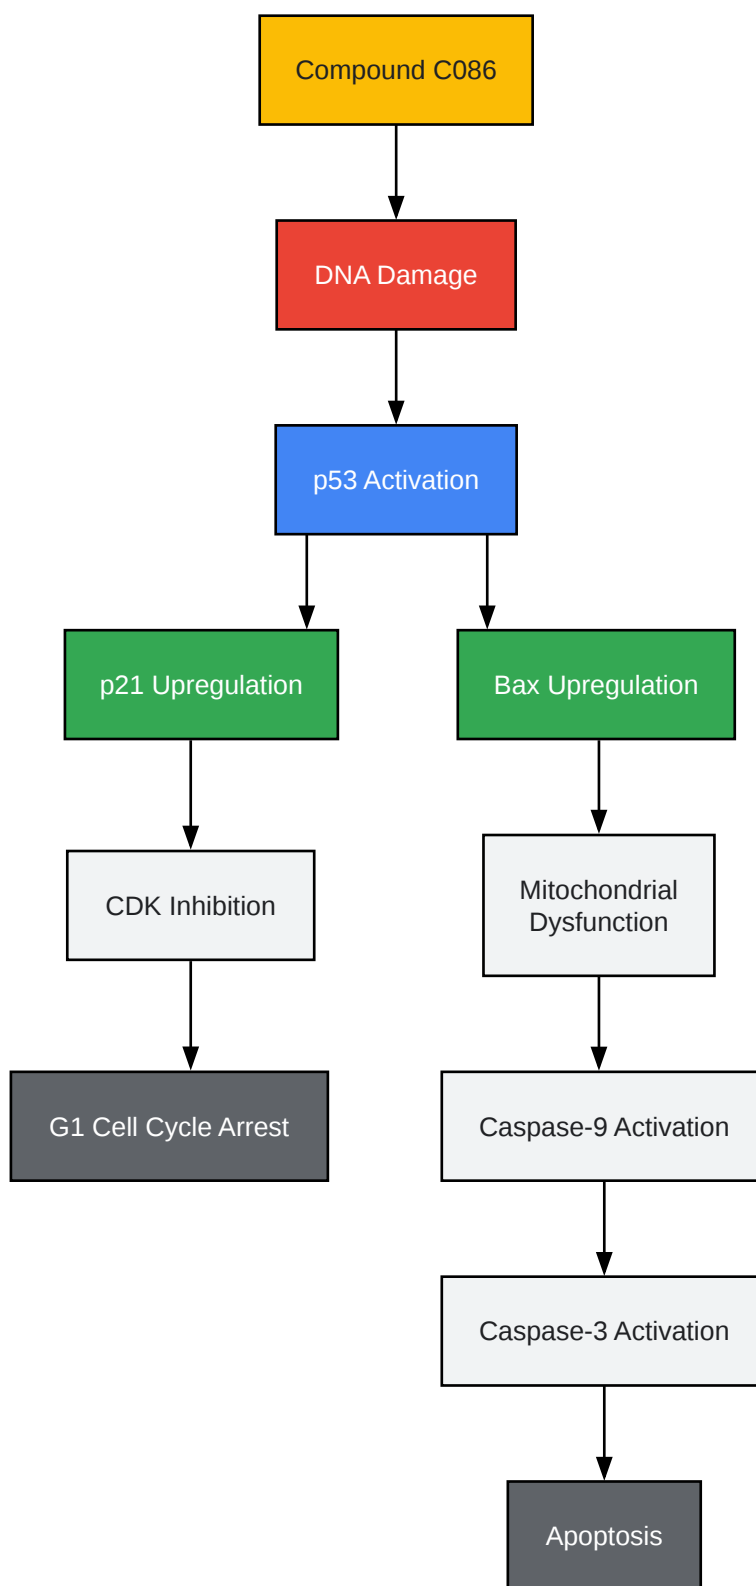 Compound C086
DNA Damage
p53 Activation
p21 Upregulation
Bax Upregulation
CDK Inhibition
Mitochondrial
Dysfunction
G1 Cell Cycle Arrest
Caspase-9 Activation
Caspase-3 Activation
Apoptosis